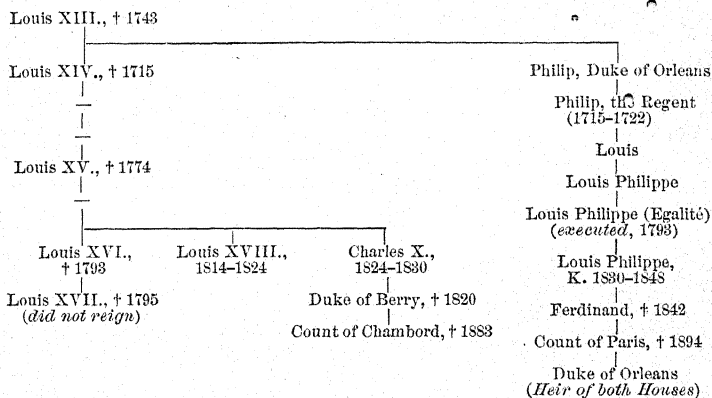 Louis XIII., † 1743
Louis XIV., † 1715
Philip, Duke of Orleans
Philip, the Regent
(1715–1722)
Louis
Louis XV., † 1774
Louis Philippe
Louis Philippe (Egalité)
(executed, 1793)
Louis XVI.,
† 1793
Louis XVIII.,
1814–1824
Charles X.,
1824–1830
Louis Philippe,
K. 1830–1848
Louis XVII., † 1795
(did not reign)
Duke of Berry, † 1820
Ferdinand, † 1842
Count of Chambord, † 1883
Count of Paris, † 1894
Duke of Orleans
(Heir of both Houses)